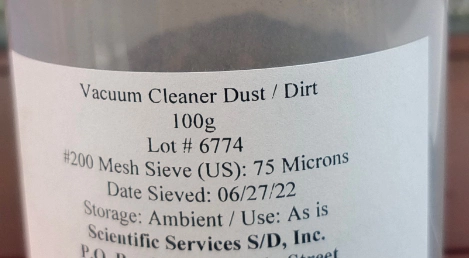 Vacuum Cleaner Dust / Dirt
100g
Lot # 6774
#200 Mesh Sieve (US): 75 Microns
Date Sieved: 06/27/22
Storage: Ambient / Use: As is
Scientific Services S/D, Inc.
P.O. Street